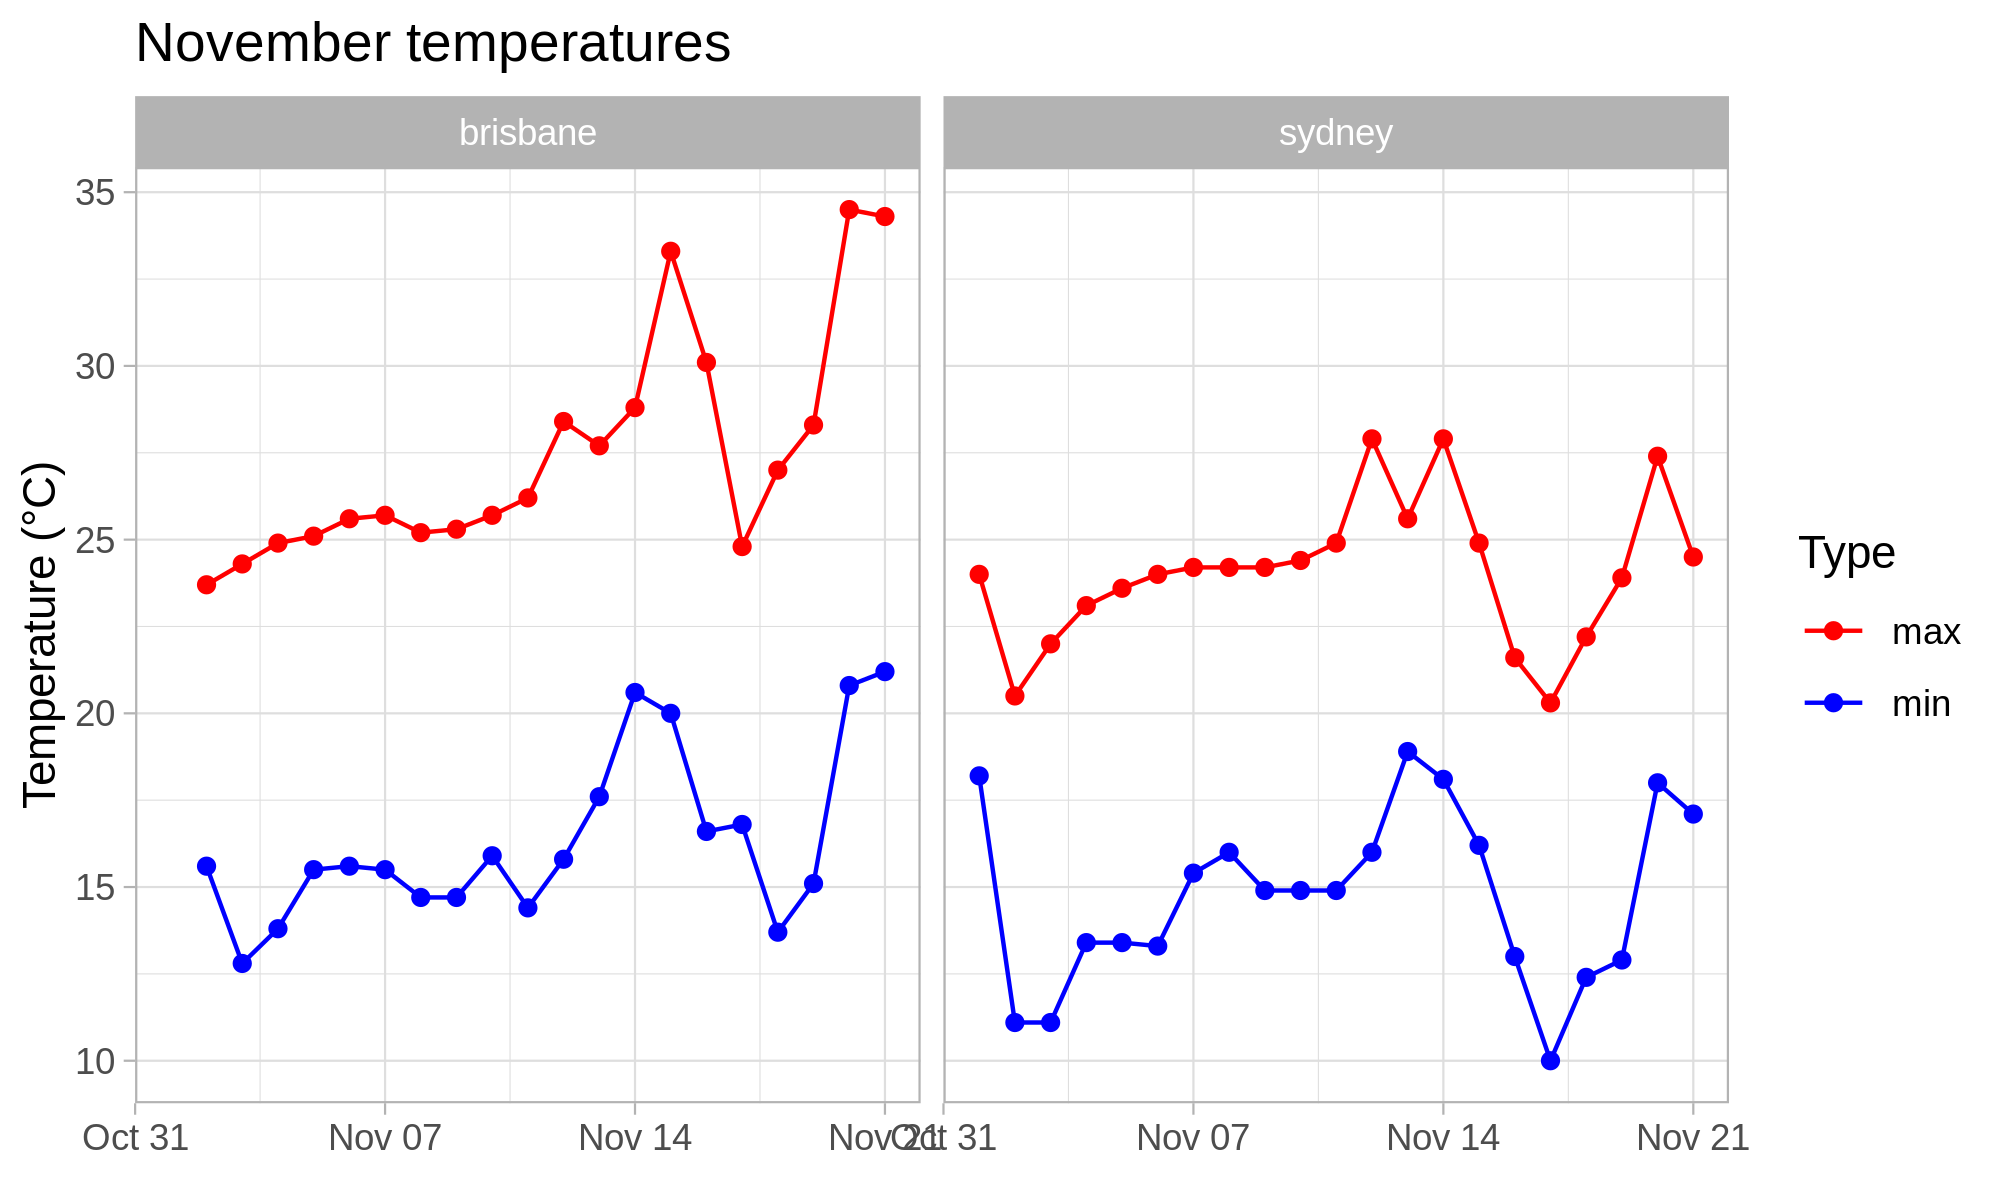 November temperatures
brisbane
sydney
35
30
25
20
15
10
Temperature (°C)
Oct 31
Nov 07
Nov 14
Nov 21
Oct 31
Nov 07
Nov 14
Nov 21
Type
max
min